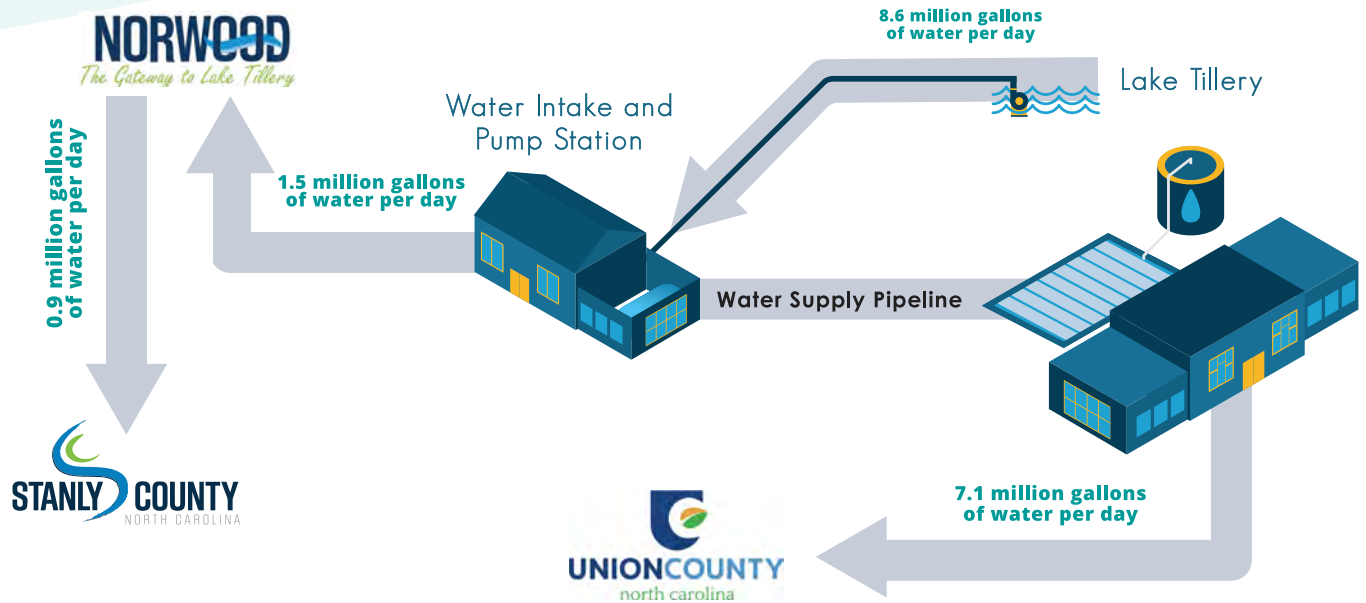 NORWOOD
The Gateway to Lake Tillery
8.6 million gallons
of water per day
Lake Tillery
Water Intake and
Pump Station
0.9 million gallons
of water per day
1.5 million gallons
of water per day
Water Supply Pipeline
STANLY COUNTY
NORTH CAROLINA
7.1 million gallons
of water per day
UNIONCOUNTY
north carolina